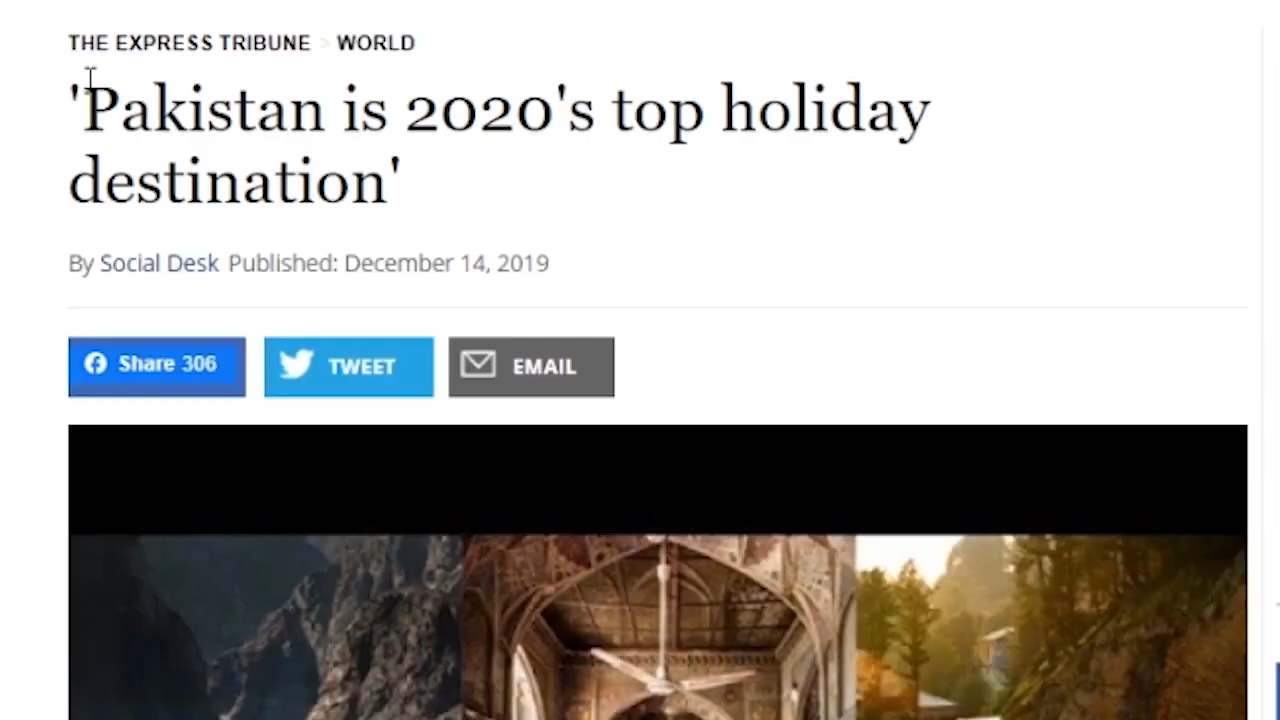 THE EXPRESS TRIBUNE > WORLD
'Pakistan is 2020's top holiday
destination'
By Social Desk Published: December 14, 2019
Share 306 TWEET EMAIL